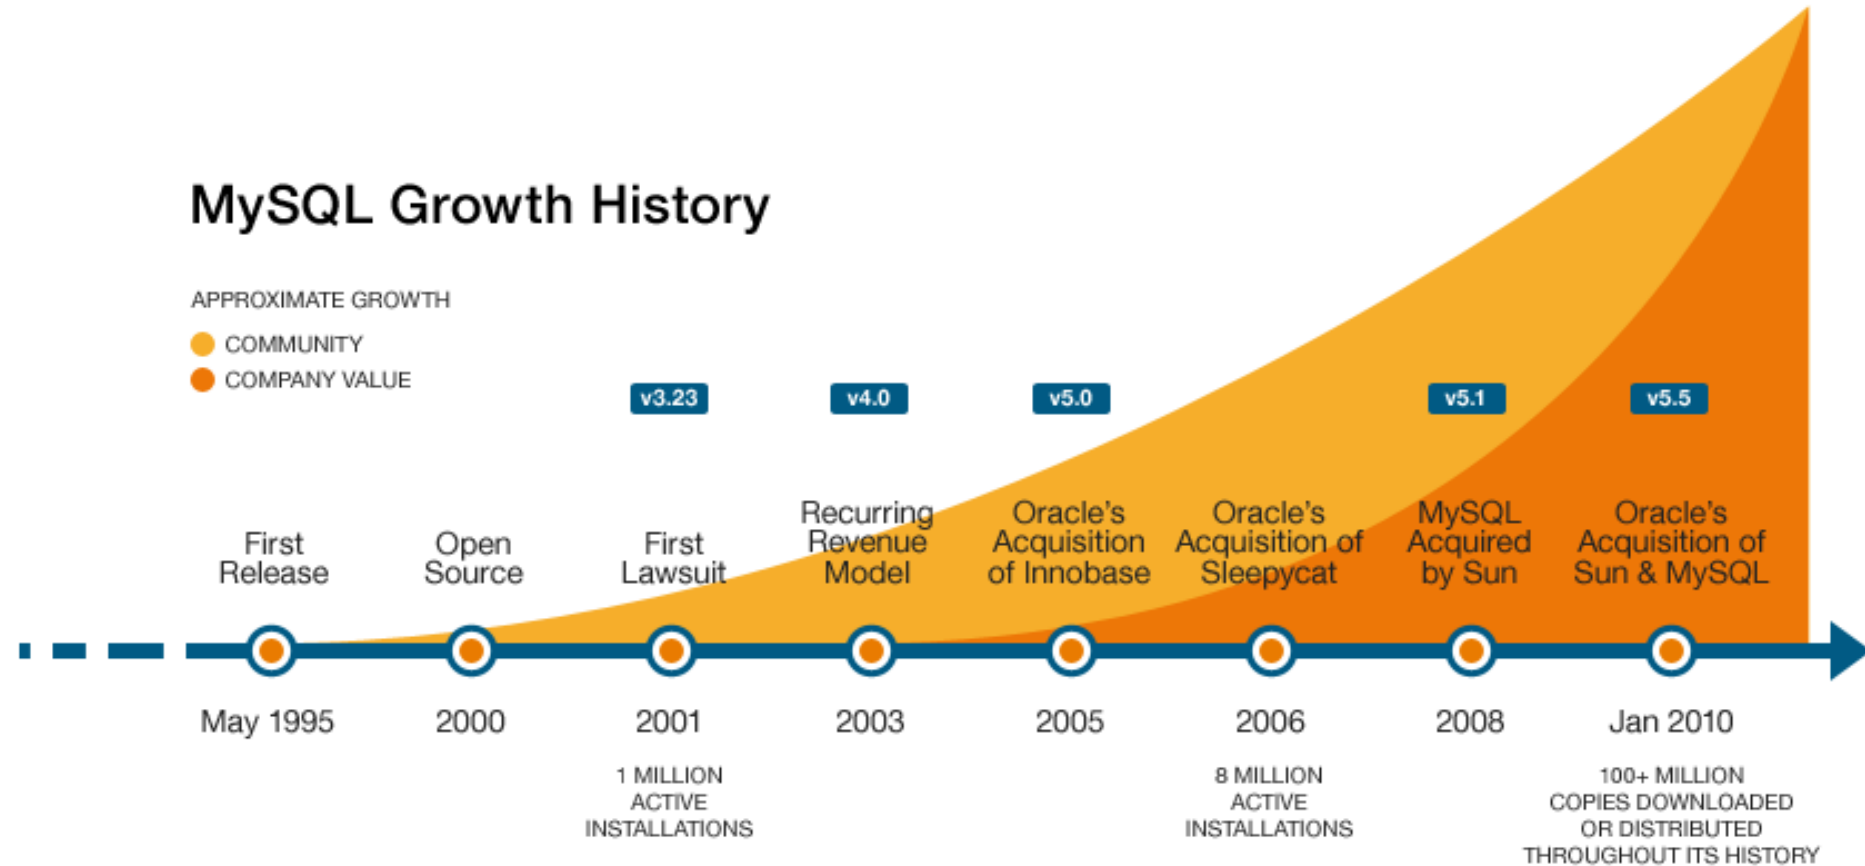 MySQL Growth History
APPROXIMATE GROWTH
COMMUNITY
COMPANY VALUE
v3.23
v4.0
v5.0
v5.1
v5.5
First
Release
Open
Source
First
Lawsuit
Recurring
Revenue
Model
Oracle's
Acquisition
of Innobase
Oracle's
Acquisition of
Sleepycat
MySQL
Acquired
by Sun
Oracle's
Acquisition of
Sun & MySQL
May 1995
2000
2001
2003
2005
2006
2008
Jan 2010
1 MILLION
ACTIVE
INSTALLATIONS
8 MILLION
ACTIVE
INSTALLATIONS
100+ MILLION
COPIES DOWNLOADED
OR DISTRIBUTED
THROUGHOUT ITS HISTORY